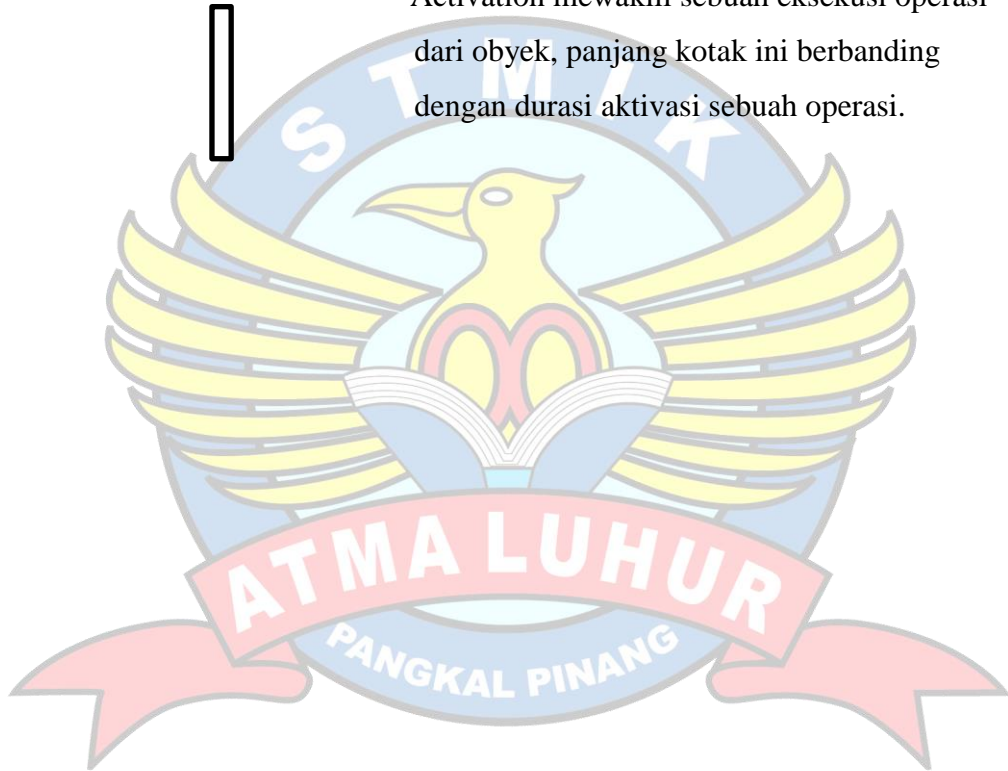 Activation mewakili sebuah eksekusi operasi
dari obyek, panjang kotak ini berbanding
dengan durasi aktivasi sebuah operasi.
STMIK
ATMA LUHUR
PANGKAL PINANG